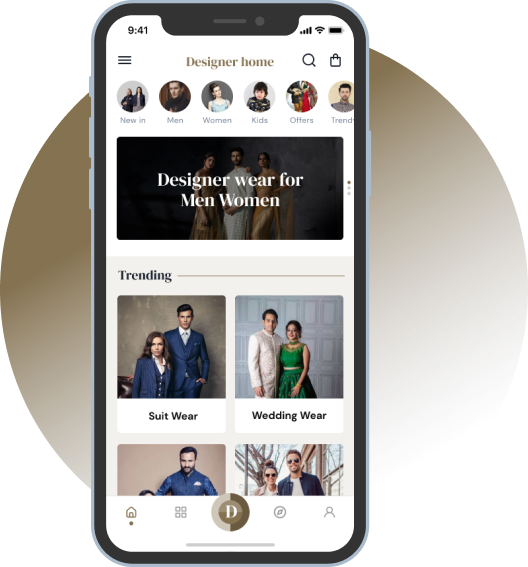 9:41
Designer home
New in
Men
Women
Kids
Offers
Trendy
Designer wear for
Men Women
Trending
Suit Wear
Wedding Wear
D